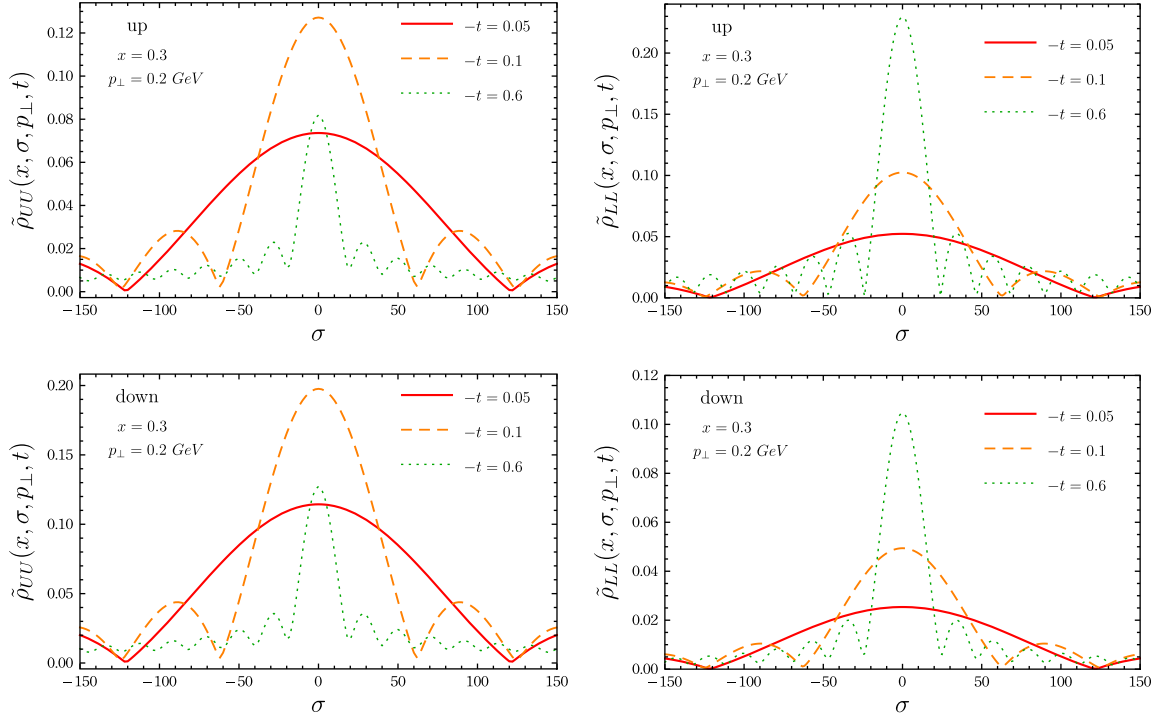 up
x = 0.3
p⊥ = 0.2 GeV
−t = 0.05
−t = 0.1
−t = 0.6
ρ̃UU(x, σ, p⊥, t)
0.12
0.10
0.08
0.06
0.04
0.02
0.00
−150 −100 −50 0 50 100 150
σ
up
x = 0.3
p⊥ = 0.2 GeV
−t = 0.05
−t = 0.1
−t = 0.6
ρ̃LL(x, σ, p⊥, t)
0.20
0.15
0.10
0.05
0.00
−150 −100 −50 0 50 100 150
σ
down
x = 0.3
p⊥ = 0.2 GeV
−t = 0.05
−t = 0.1
−t = 0.6
ρ̃UU(x, σ, p⊥, t)
0.20
0.15
0.10
0.05
0.00
−150 −100 −50 0 50 100 150
σ
down
x = 0.3
p⊥ = 0.2 GeV
−t = 0.05
−t = 0.1
−t = 0.6
ρ̃LL(x, σ, p⊥, t)
0.12
0.10
0.08
0.06
0.04
0.02
0.00
−150 −100 −50 0 50 100 150
σ